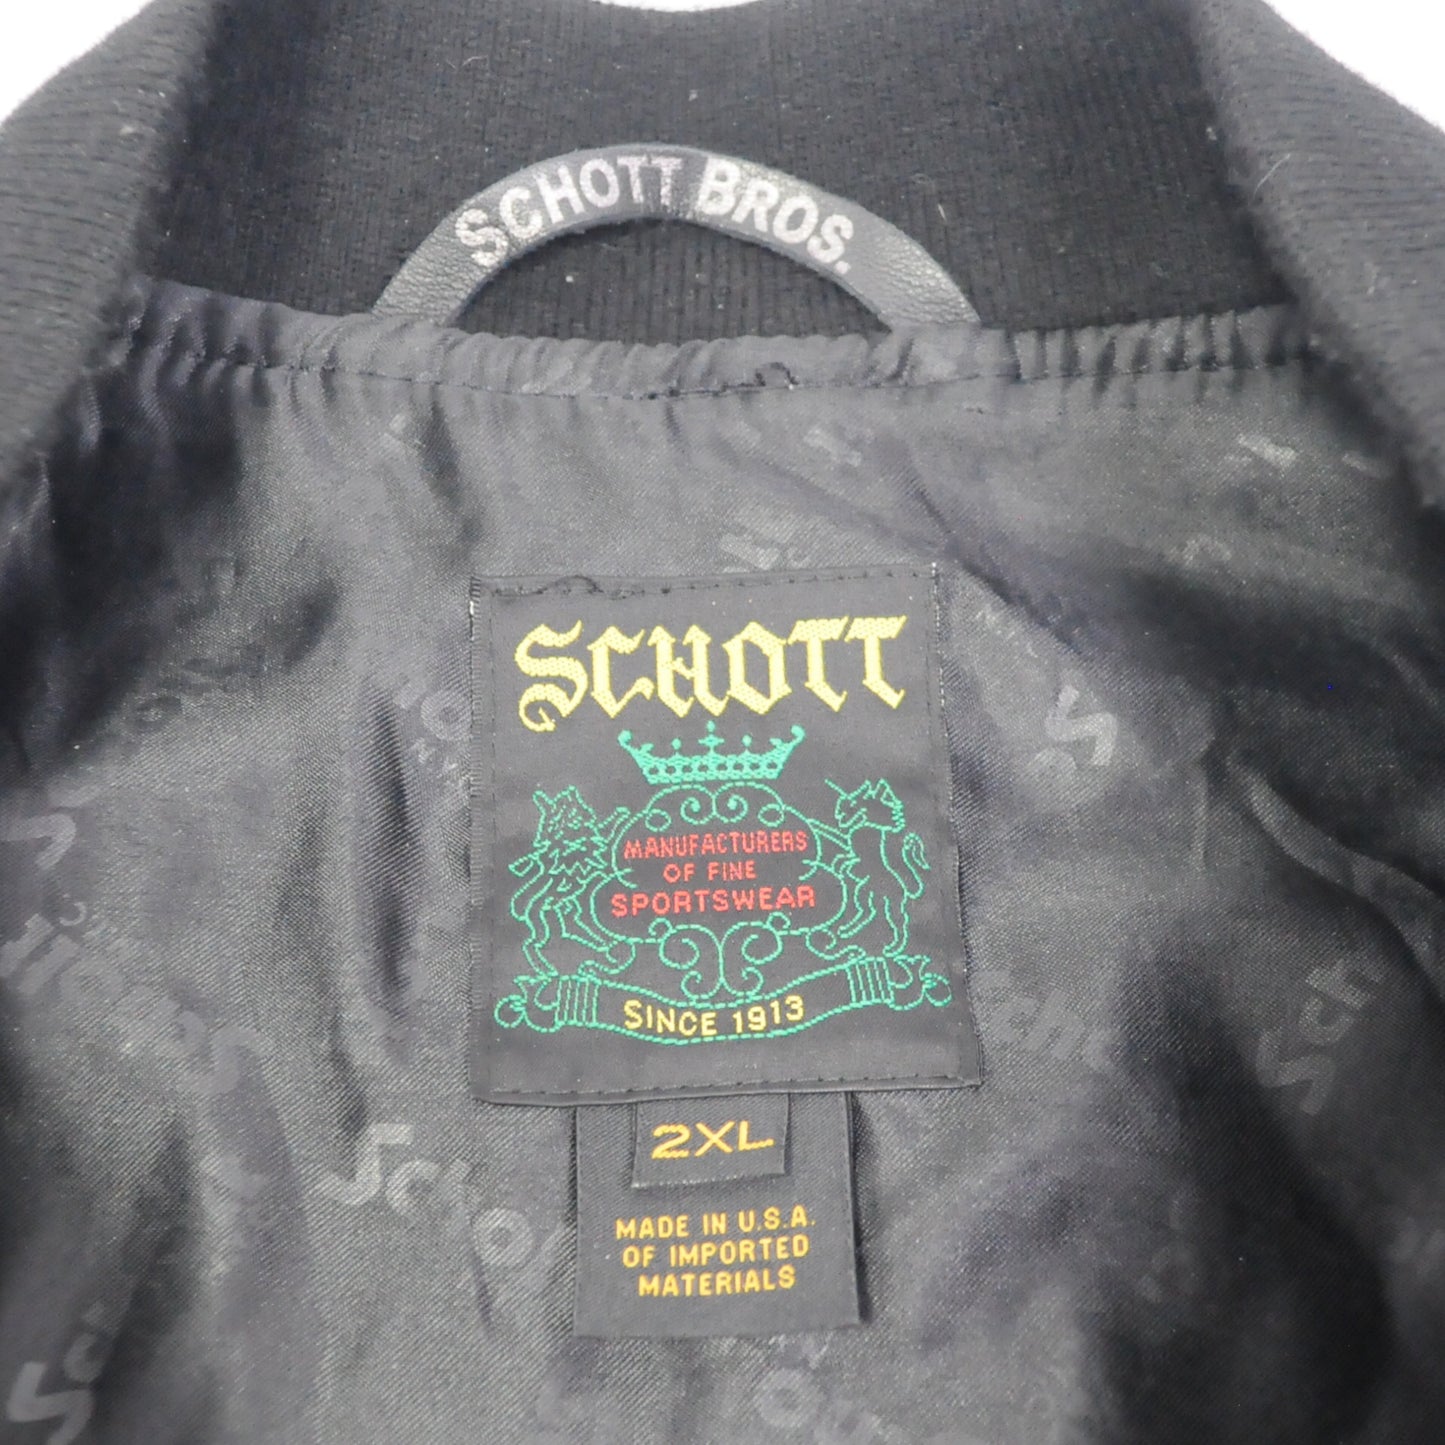 SCHOTT BROS.
SCHOTT
MANUFACTURERS
OF FINE
SPORTSWEAR
SINCE 1913
2XL
MADE IN U.S.A.
OF IMPORTED
MATERIALS